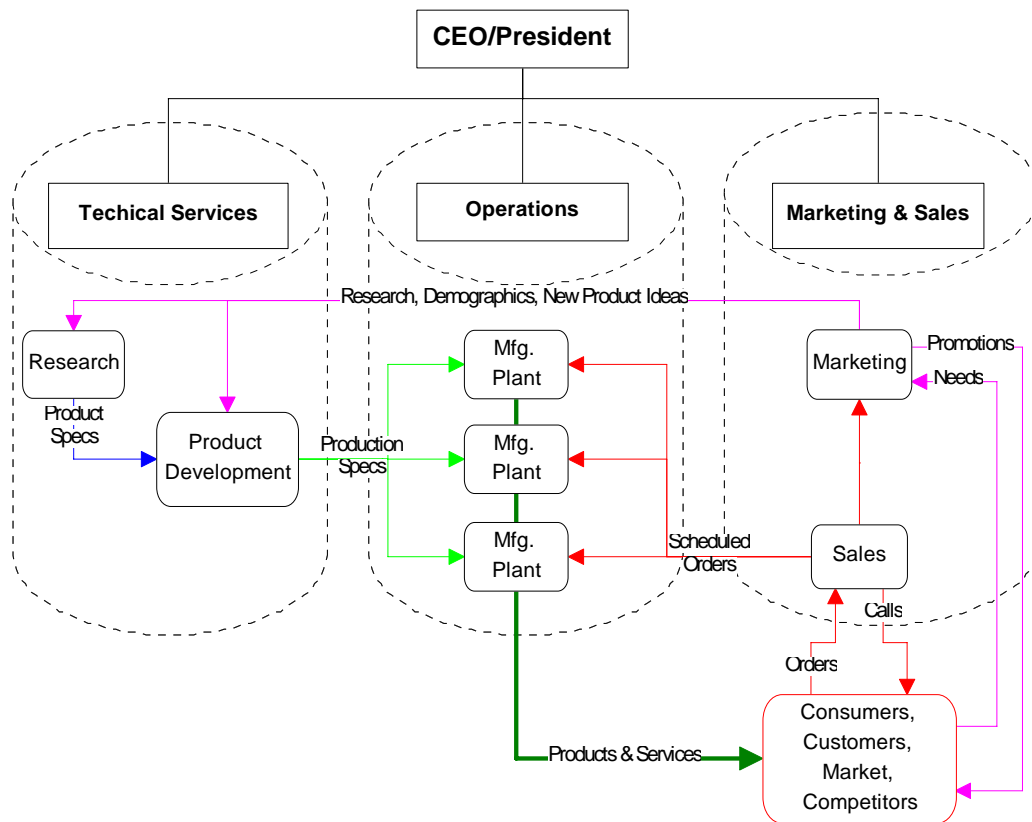 CEO/President
Techical Services
Operations
Marketing & Sales
Research, Demographics, New Product Ideas
Research
Mfg.
Plant
Marketing
Promotions
Needs
Product
Specs
Product
Development
Production
Specs
Mfg.
Plant
Mfg.
Plant
Scheduled
Orders
Sales
Calls
Orders
Products & Services
Consumers,
Customers,
Market,
Competitors